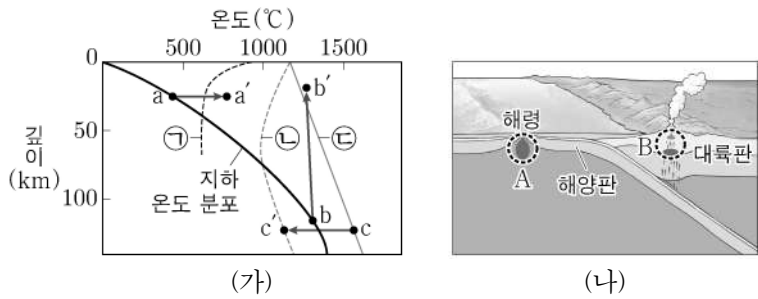 온도(℃)
500 1000 1500
0
50
100
깊이
(km)
a a′
b′
b
c′ c
㉠ ㉡ ㉢
지하
온도 분포
(가)
해령
A
B
대륙판
해양판
(나)